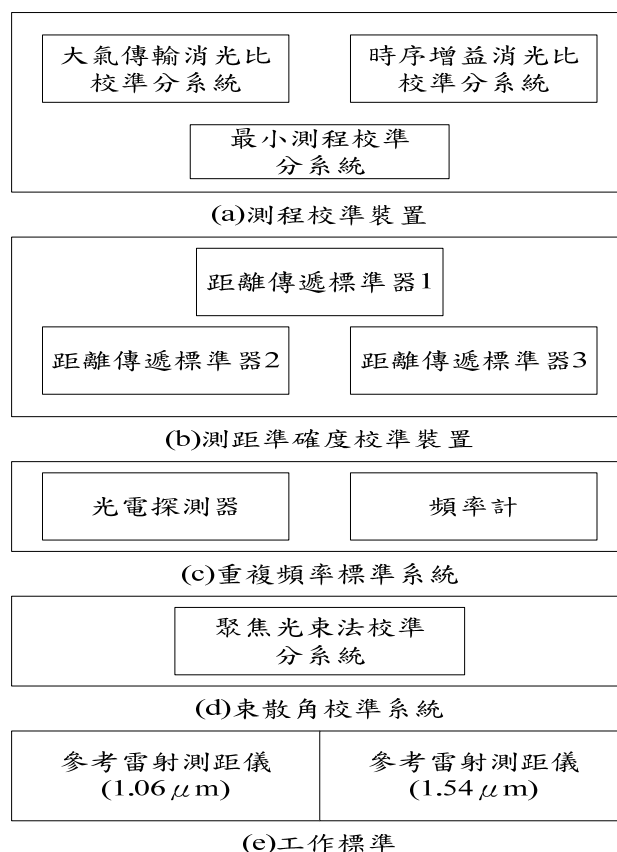 大氣傳輸消光比
校準分系統
時序增益消光比
校準分系統
最小測程校準
分系統
(a)測程校準裝置
距離傳遞標準器1
距離傳遞標準器2
距離傳遞標準器3
(b)測距準確度校準裝置
光電探測器
頻率計
(c)重複頻率標準系統
聚焦光束法校準
分系統
(d)束散角校準系統
參考雷射測距儀
(1.06μm)
參考雷射測距儀
(1.54μm)
(e)工作標準